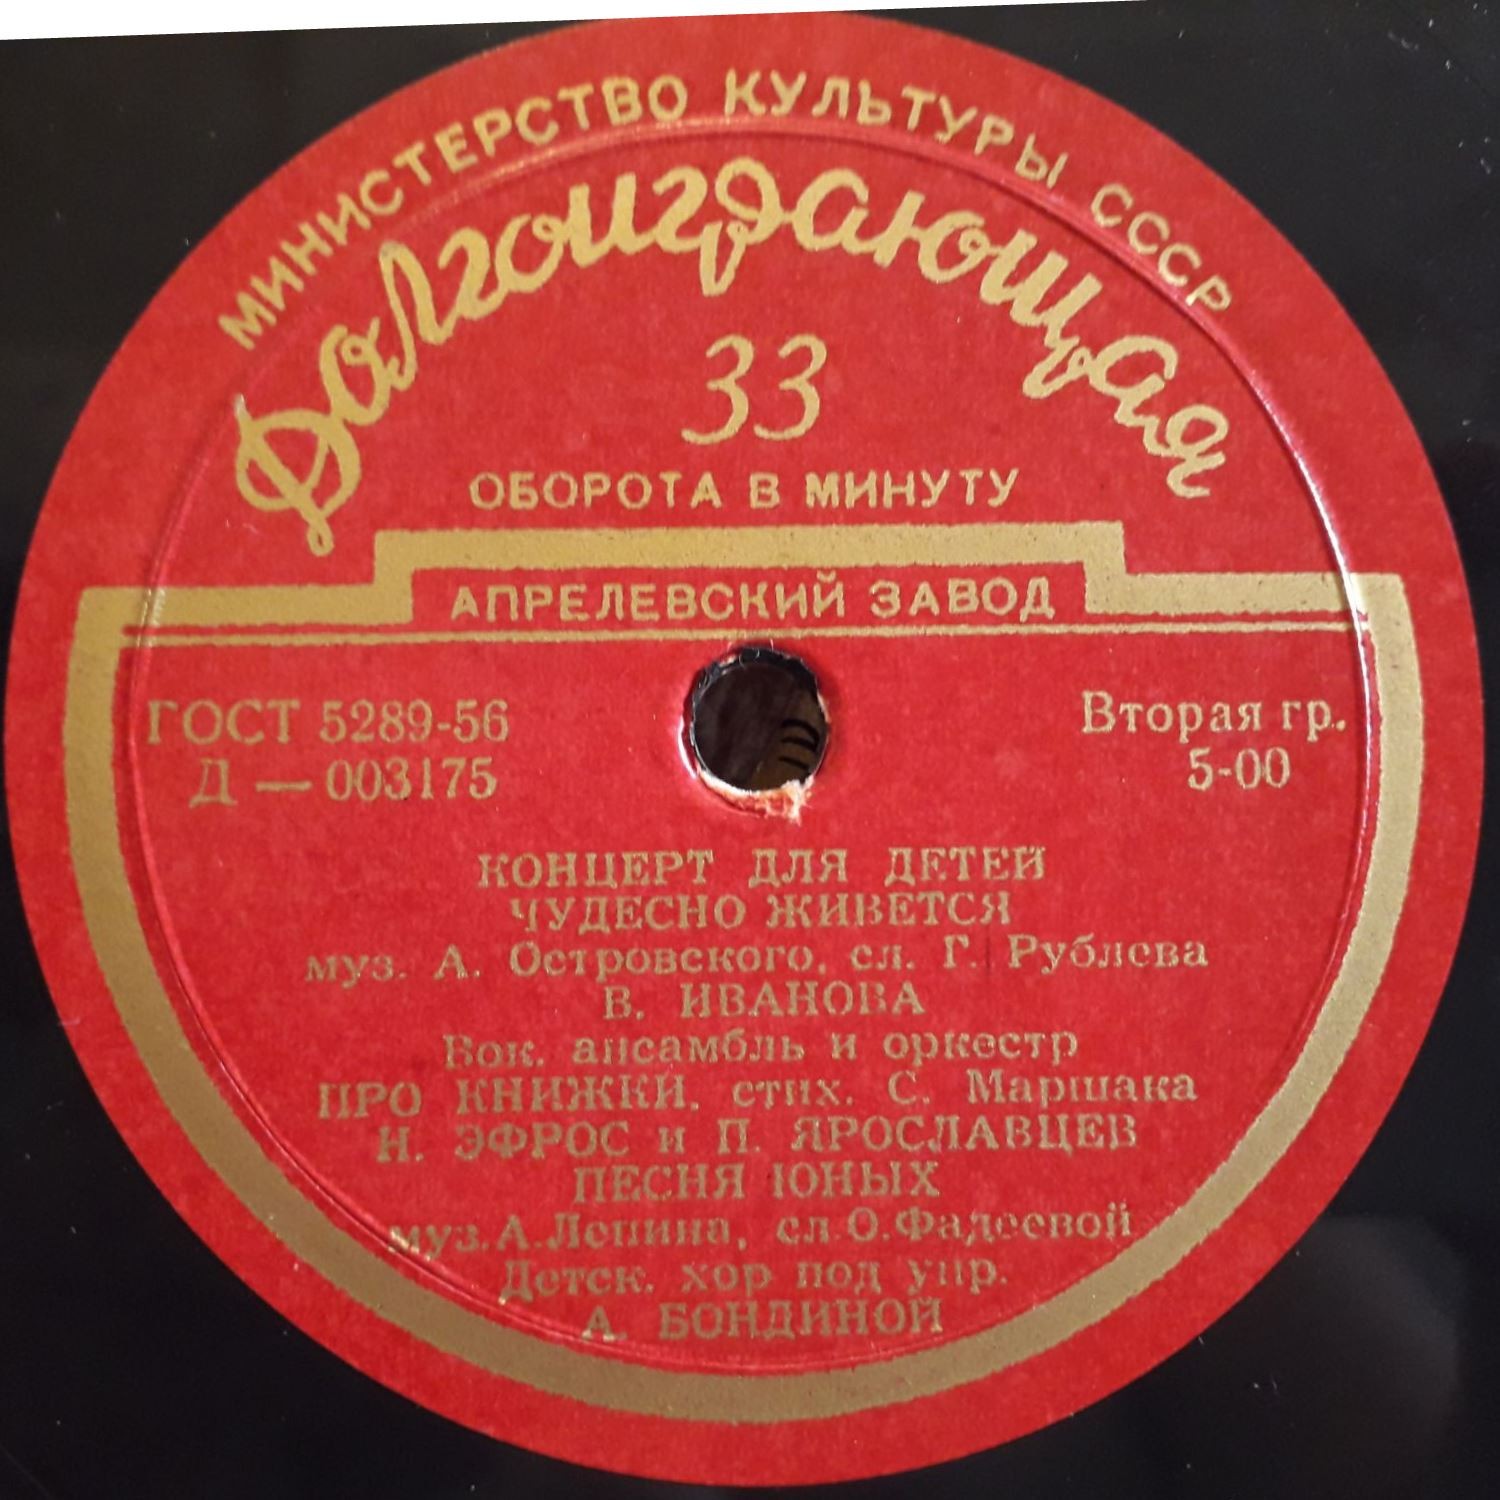 МИНИСТЕРСТВО КУЛЬТУРЫ СССР
Долгоиграющая
33
ОБОРОТА В МИНУТУ
АПРЕЛЕВСКИЙ ЗАВОД
ГОСТ 5289-56
Д — 003175
Вторая гр.
5-00
КОНЦЕРТ ДЛЯ ДЕТЕЙ
ЧУДЕСНО ЖИВЕТСЯ
муз. А. Островского, сл. Г. Рублева
В. ИВАНОВА
Вок. ансамбль и оркестр
ПРО КНИЖКИ, стих. С. Маршака
Н. ЭФРОС и П. ЯРОСЛАВЦЕВ
ПЕСНЯ ЮНЫХ
муз. А. Лепина, сл. О. Фадеевой
Детск. хор под упр.
А. БОНДИНОЙ